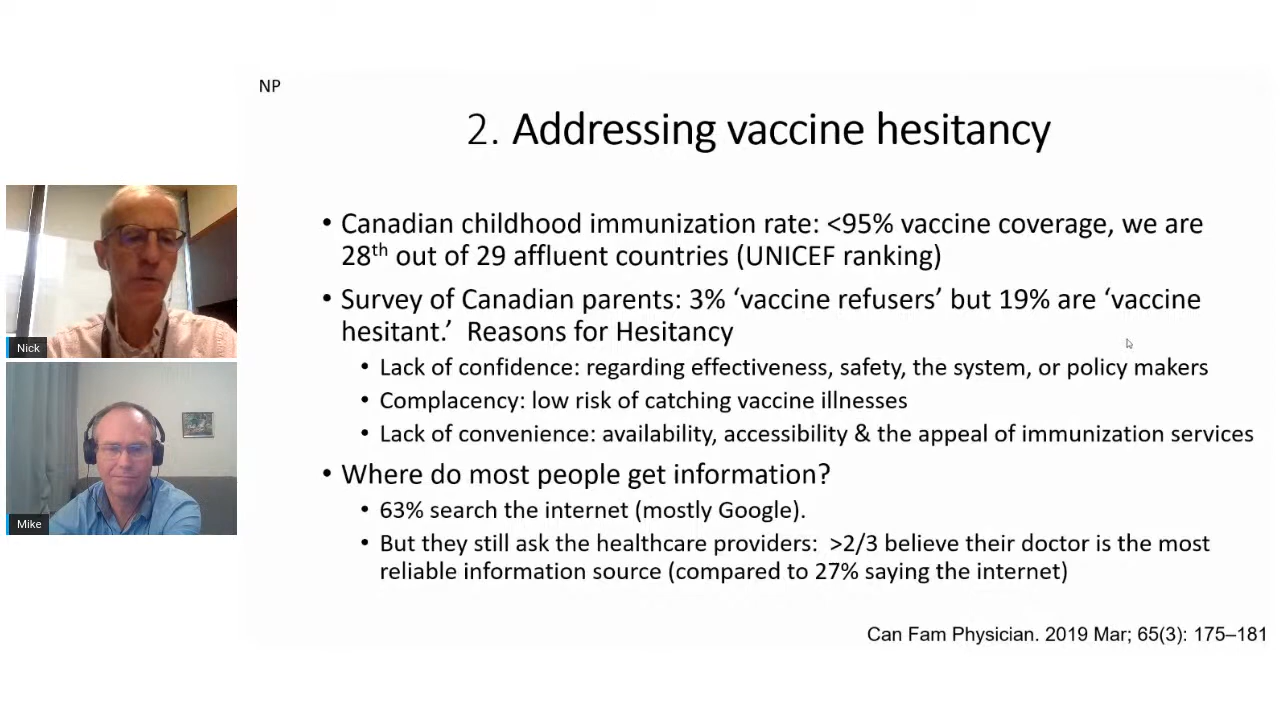 NP
2. Addressing vaccine hesitancy
• Canadian childhood immunization rate: <95% vaccine coverage, we are
28th out of 29 affluent countries (UNICEF ranking)
• Survey of Canadian parents: 3% ‘vaccine refusers’ but 19% are ‘vaccine
hesitant.’  Reasons for Hesitancy
• Lack of confidence: regarding effectiveness, safety, the system, or policy makers
• Complacency: low risk of catching vaccine illnesses
• Lack of convenience: availability, accessibility & the appeal of immunization services
• Where do most people get information?
• 63% search the internet (mostly Google).
• But they still ask the healthcare providers:  >2/3 believe their doctor is the most
reliable information source (compared to 27% saying the internet)
Can Fam Physician. 2019 Mar; 65(3): 175–181
Nick
Mike